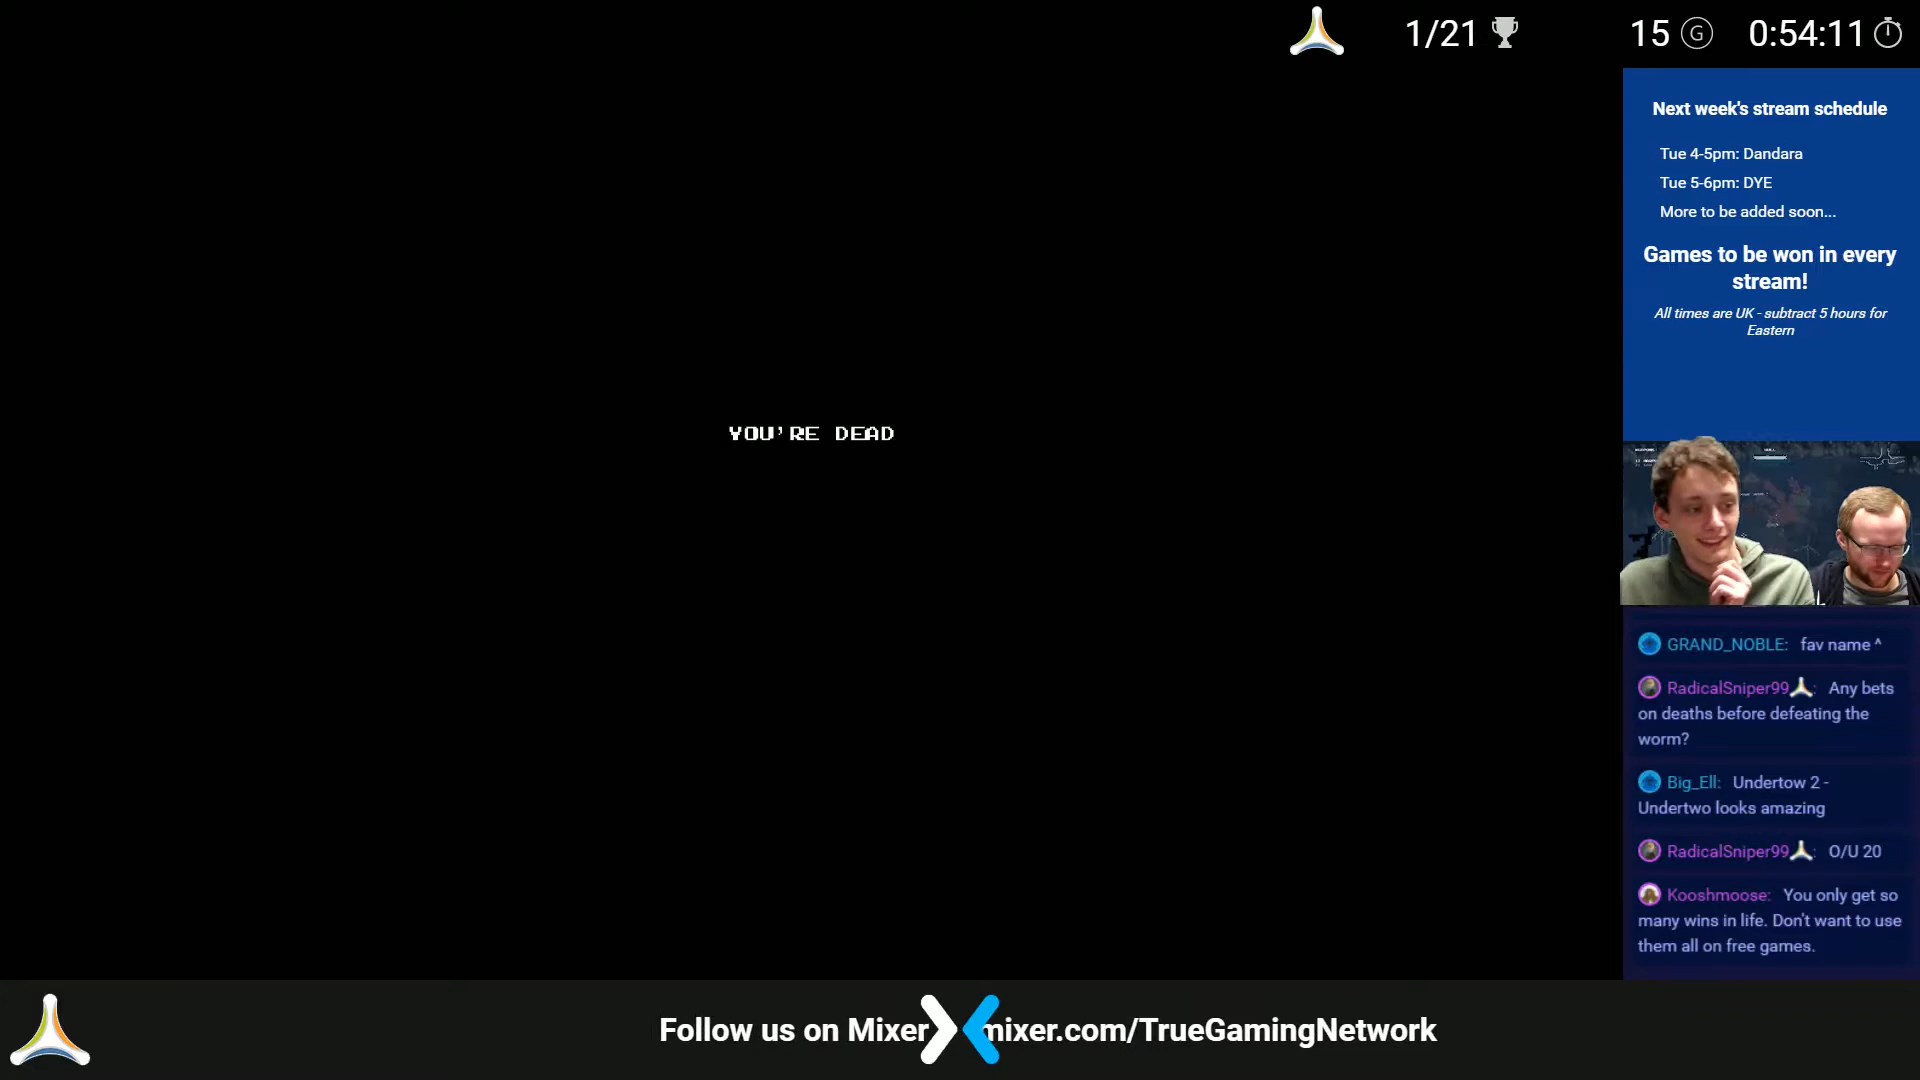 1/21
15 G 0:54:11
Next week's stream schedule
Tue 4-5pm: Dandara
Tue 5-6pm: DYE
More to be added soon...
Games to be won in every
stream!
All times are UK - subtract 5 hours for
Eastern
YOU'RE DEAD
GRAND_NOBLE: fav name ^
RadicalSniper99: Any bets
on deaths before defeating the
worm?
Big_Ell: Undertow 2 -
Undertwo looks amazing
RadicalSniper99: O/U 20
Kooshmoose: You only get so
many wins in life. Don't want to use
them all on free games.
Follow us on Mixer mixer.com/TrueGamingNetwork